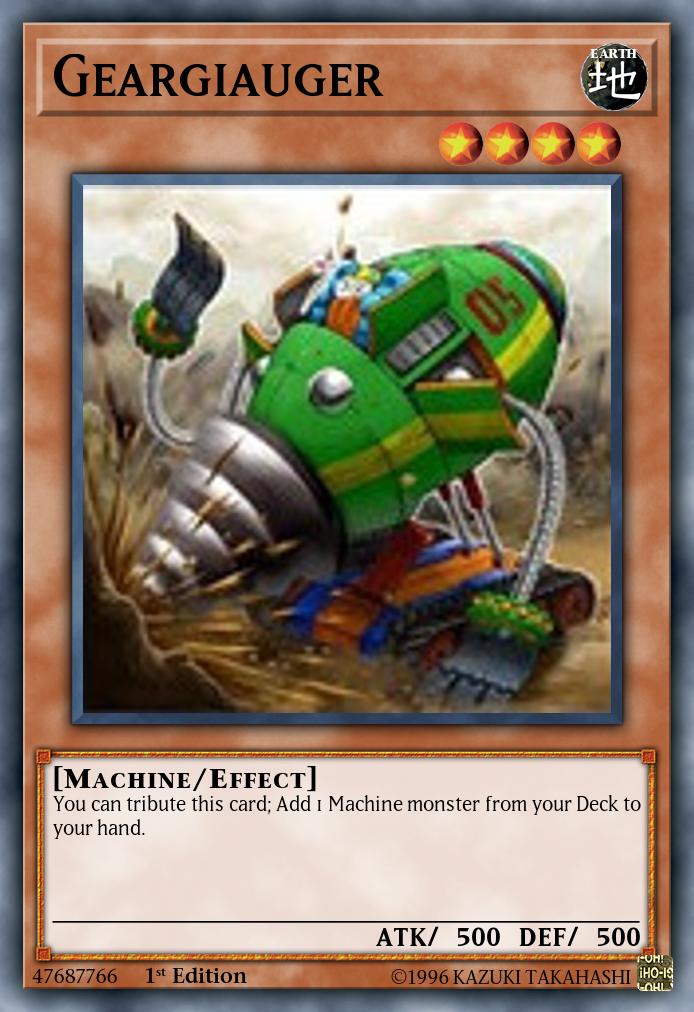 GEARGIAUGER
EARTH
地
05
[MACHINE/EFFECT]
You can tribute this card; Add 1 Machine monster from your Deck to
your hand.
ATK/ 500 DEF/ 500
47687766 1st Edition ©1996 KAZUKI TAKAHASHI